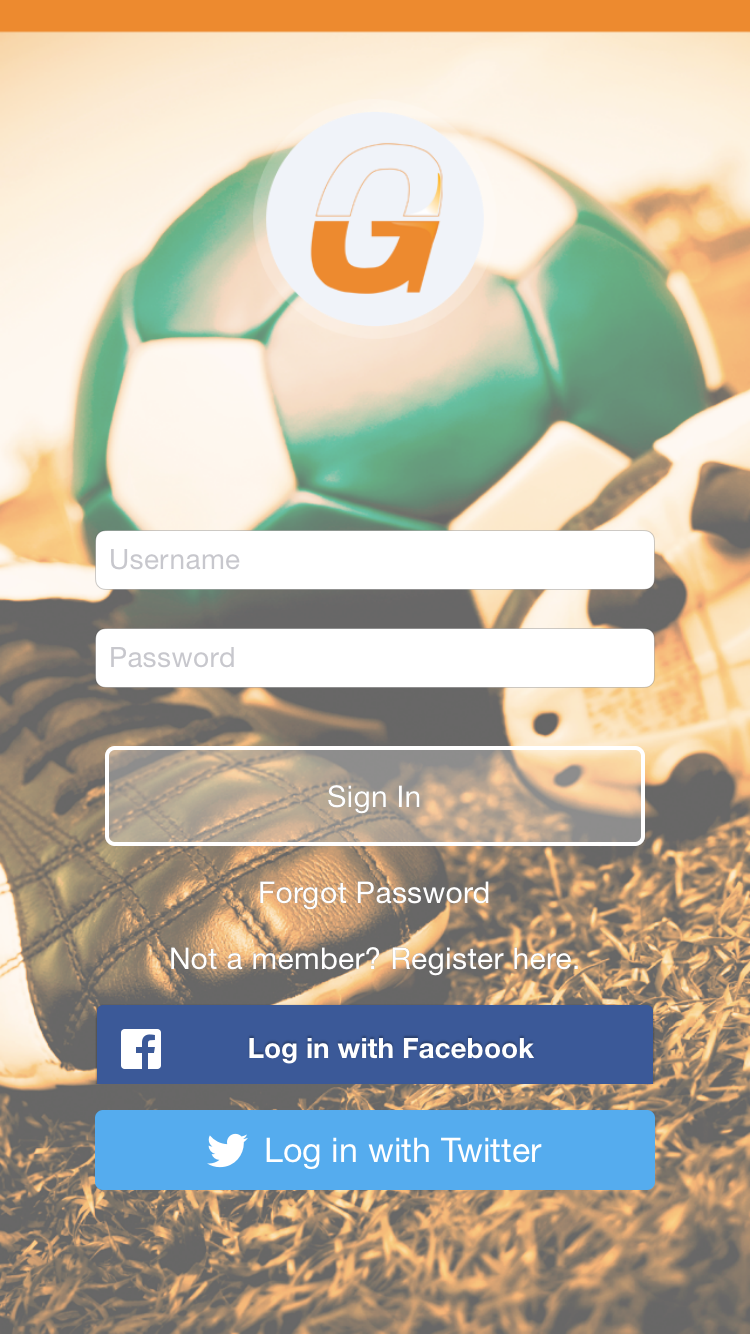 G
Username
Password
Sign In
Forgot Password
Not a member? Register here.
Log in with Facebook
Log in with Twitter